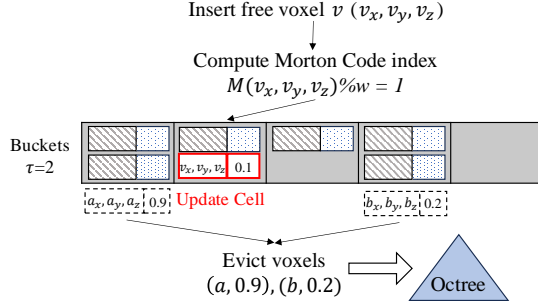 Insert free voxel v (v_x, v_y, v_z)
Compute Morton Code index
M(v_x, v_y, v_z)%w = 1
Buckets
τ=2
v_x, v_y, v_z 0.1
a_x, a_y, a_z 0.9
Update Cell
b_x, b_y, b_z 0.2
Evict voxels
(a, 0.9), (b, 0.2)
Octree